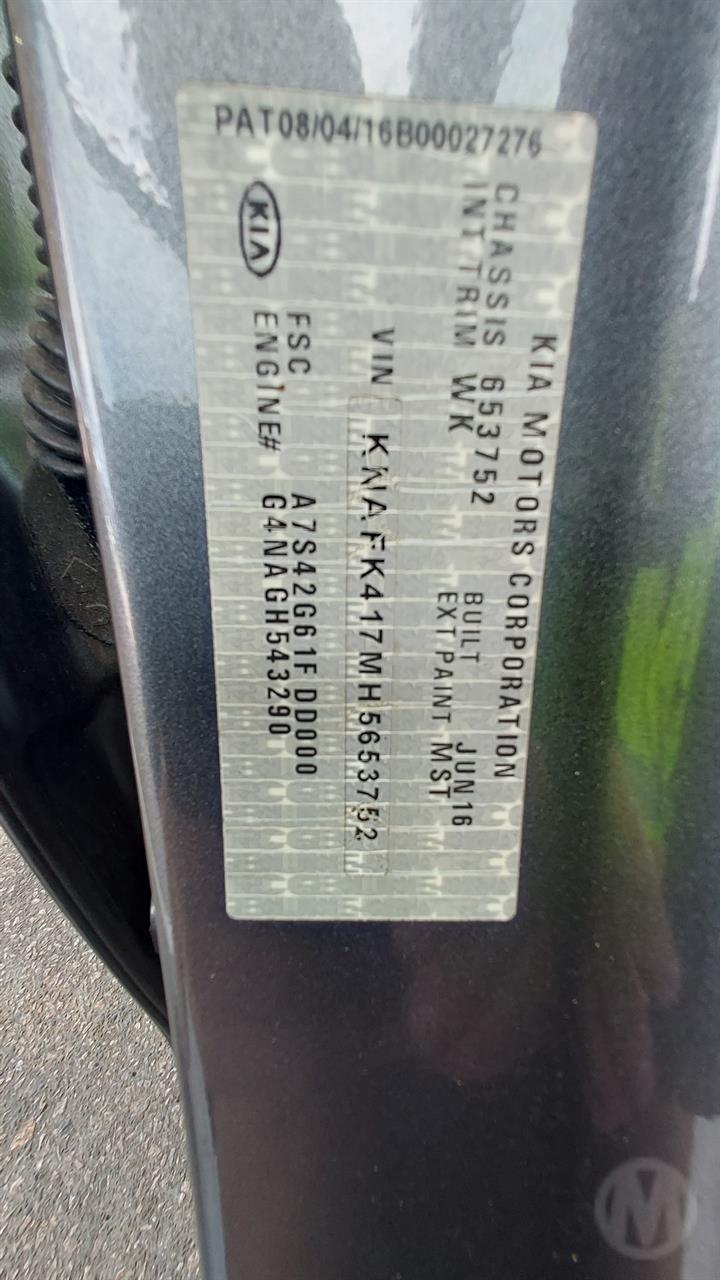 PAT08/04/16B00027276
KIA MOTORS CORPORATION
CHASSIS 653752 BUILT JUN16
INT TRIM WK EXT PAINT MST
VIN KNAFK417MH5653752
FSC A7S42G61F DD000
ENGINE# G4NAGH543290
KIA
M